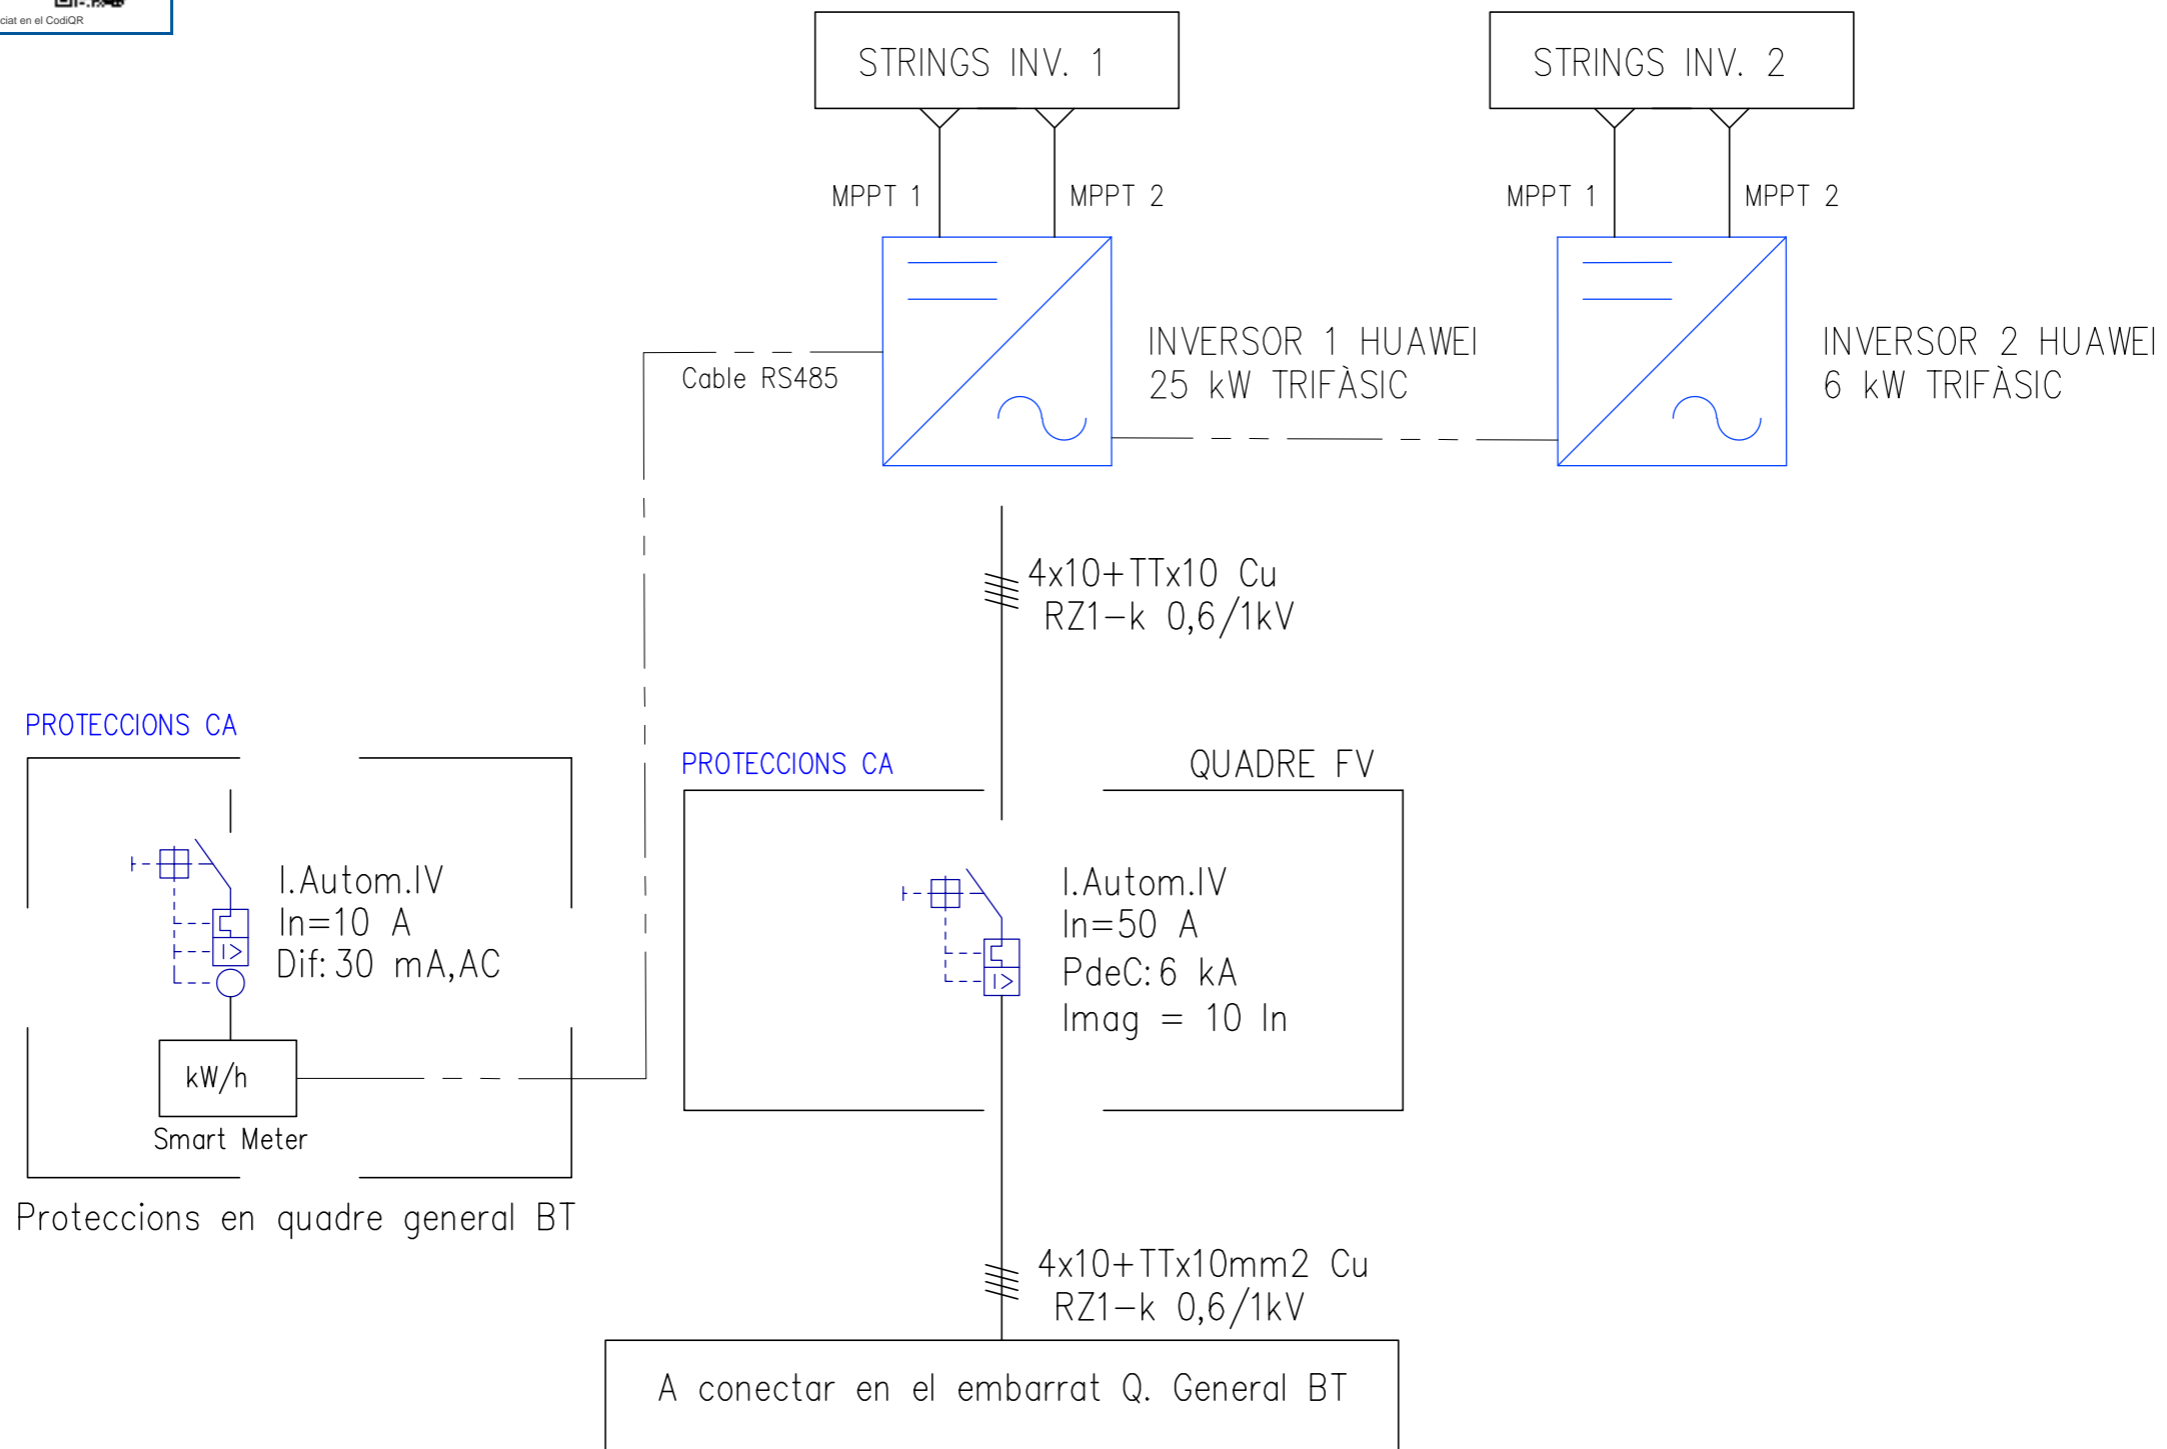 ciat en el CodiQR
STRINGS INV. 1
STRINGS INV. 2
MPPT 1
MPPT 2
MPPT 1
MPPT 2
INVERSOR 1 HUAWEI
25 kW TRIFÀSIC
INVERSOR 2 HUAWEI
6 kW TRIFÀSIC
Cable RS485
4x10+TTx10 Cu
RZ1-k 0,6/1kV
PROTECCIONS CA
I.Autom.IV
In=10 A
Dif: 30 mA,AC
kW/h
Smart Meter
Proteccions en quadre general BT
PROTECCIONS CA
QUADRE FV
I.Autom.IV
In=50 A
PdeC: 6 kA
Imag = 10 In
4x10+TTx10mm2 Cu
RZ1-k 0,6/1kV
A conectar en el embarrat Q. General BT